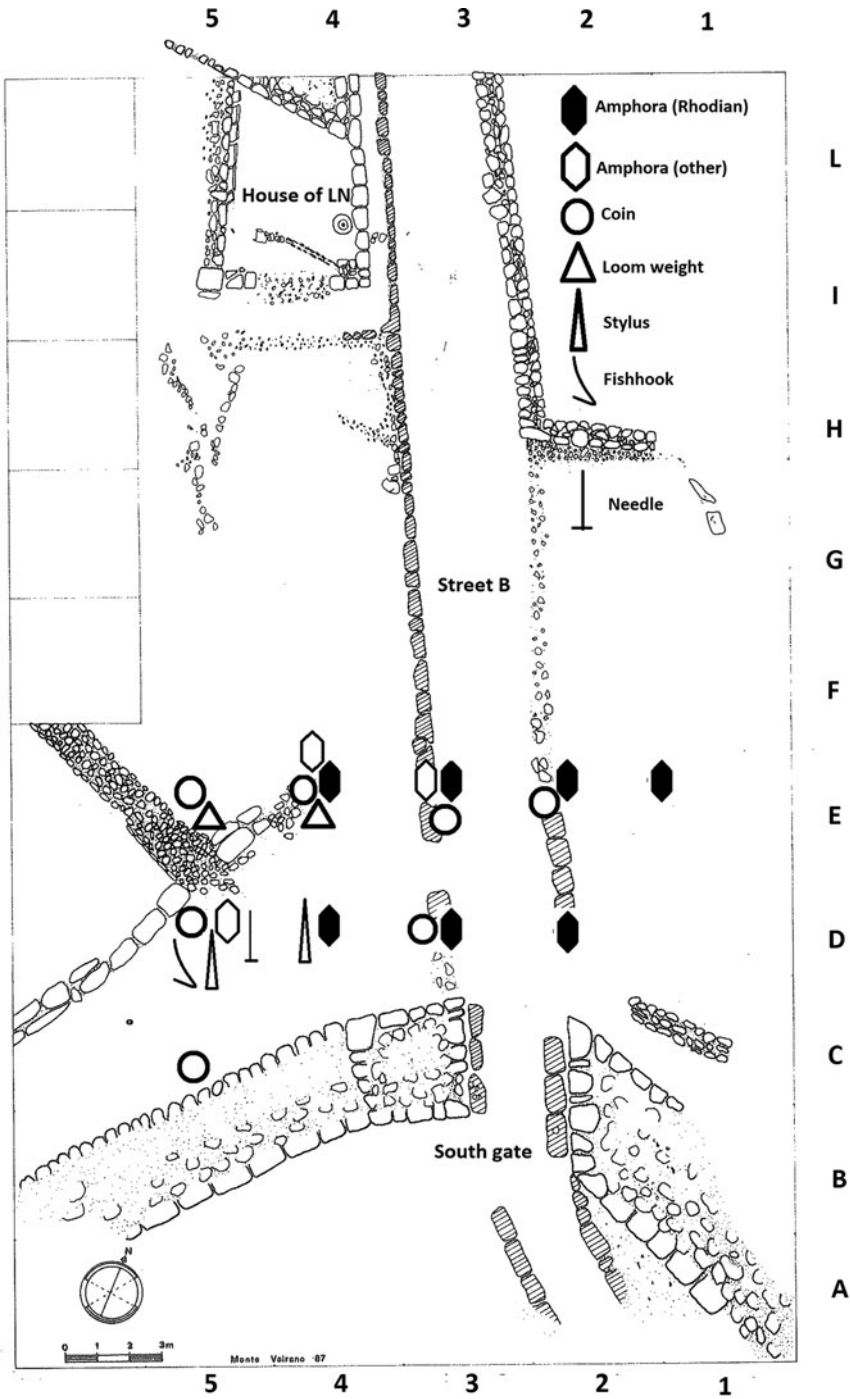 5 4 3 2 1
Amphora (Rhodian)
L
Amphora (other)
House of LN
Coin
Loom weight
I
Stylus
Fishhook
H
Needle
G
Street B
F
E
D
C
South gate
B
N
A
0 1 2 3m
Monte Vairano '87
5 4 3 2 1